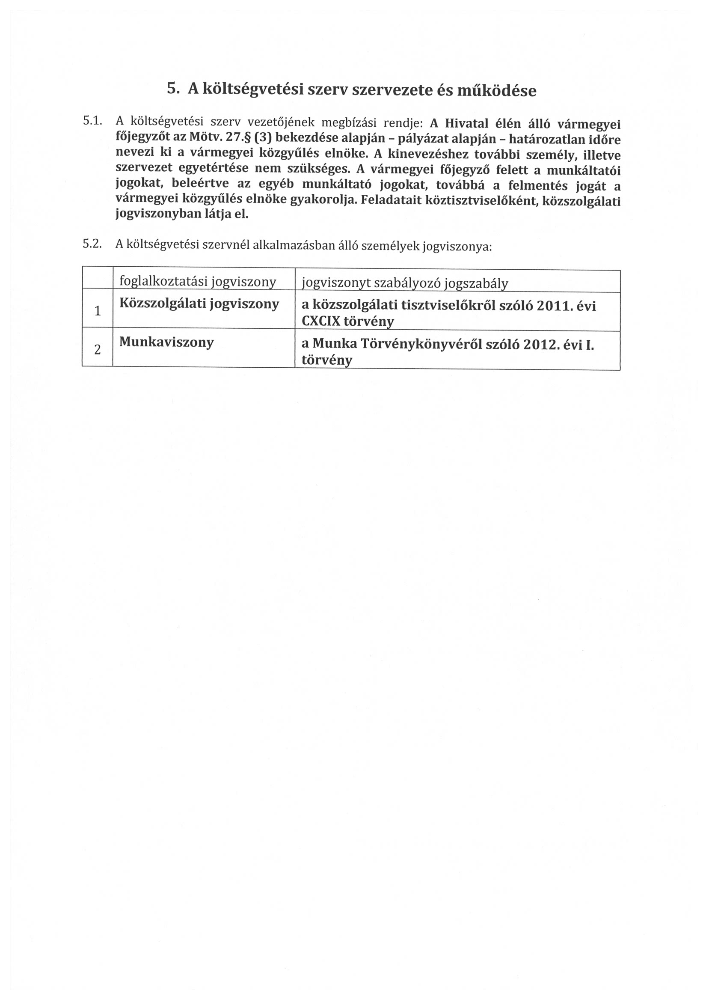 5. A költségvetési szerv szervezete és működése
5.1. A költségvetési szerv vezetőjének megbízási rendje: A Hivatal élén álló vármegyei
főjegyzőt az Mötv. 27.§ (3) bekezdése alapján – pályázat alapján – határozatlan időre
nevezi ki a vármegyei közgyűlés elnöke. A kinevezéshez további személy, illetve
szervezet egyetértése nem szükséges. A vármegyei főjegyző felett a munkáltatói
jogokat, beleértve az egyéb munkáltató jogokat, továbbá a felmentés jogát a
vármegyei közgyűlés elnöke gyakorolja. Feladatait köztisztviselőként, közszolgálati
jogviszonyban látja el.
5.2. A költségvetési szervnél alkalmazásban álló személyek jogviszonya:
foglalkoztatási jogviszony jogviszonyt szabályozó jogszabály
1 Közszolgálati jogviszony a közszolgálati tisztviselőkről szóló 2011. évi
CXCIX törvény
2 Munkaviszony a Munka Törvénykönyvéről szóló 2012. évi I.
törvény